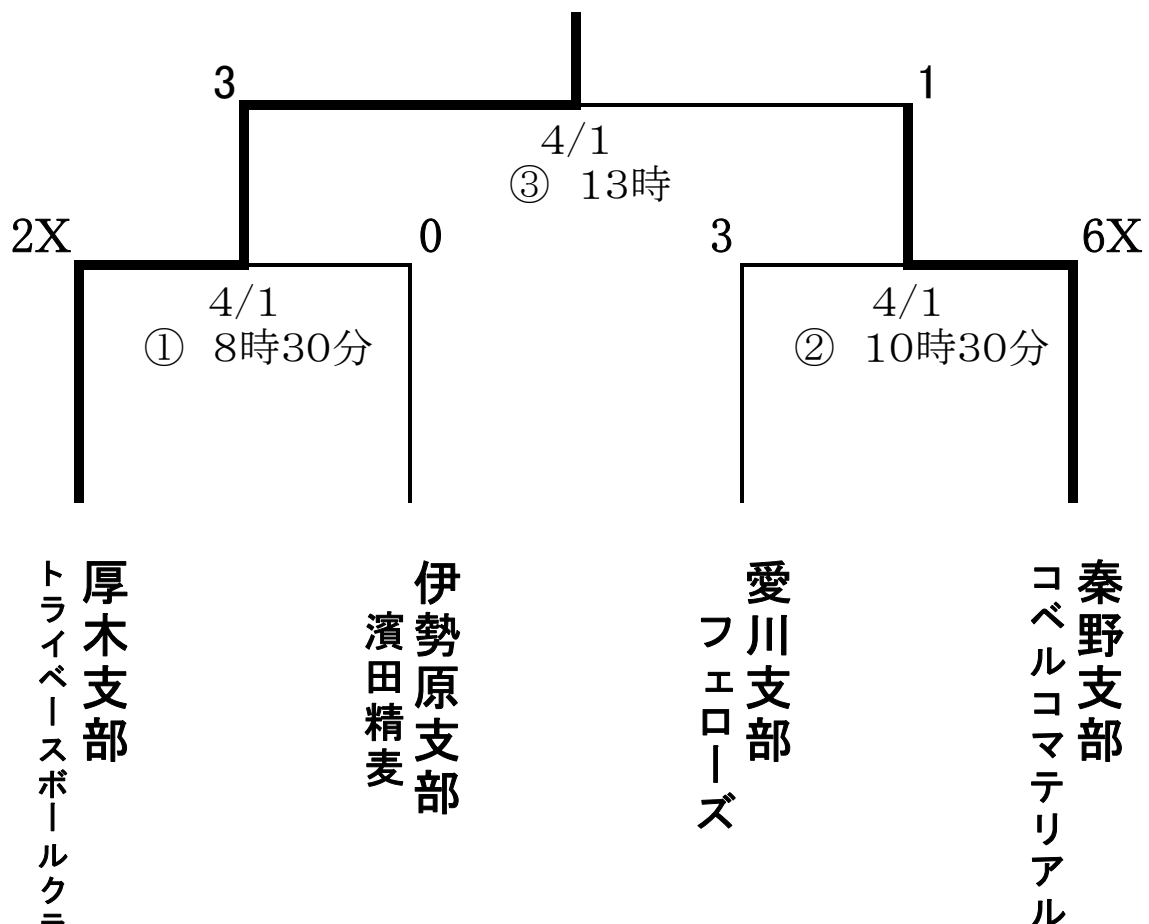 3
1
4/1
③ 13時
2X
0
3
6X
4/1
① 8時30分
4/1
② 10時30分
厚木支部
トライベースボールク
伊勢原支部
濱田精麦
愛川支部
フェローズ
秦野支部
コベルコマテリアル